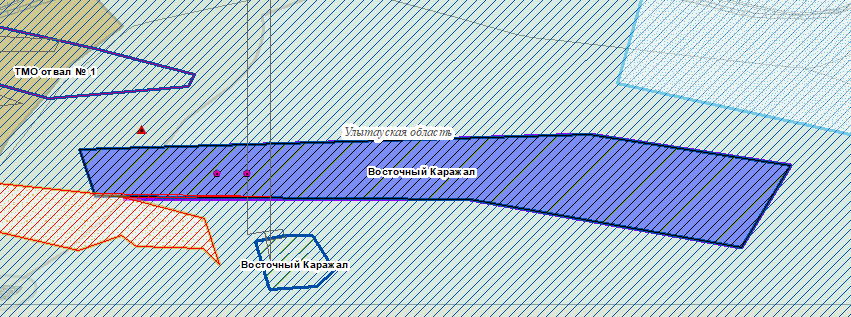 ТМО отвал № 1
Улытауская область
Восточный Каражал
Восточный Каражал